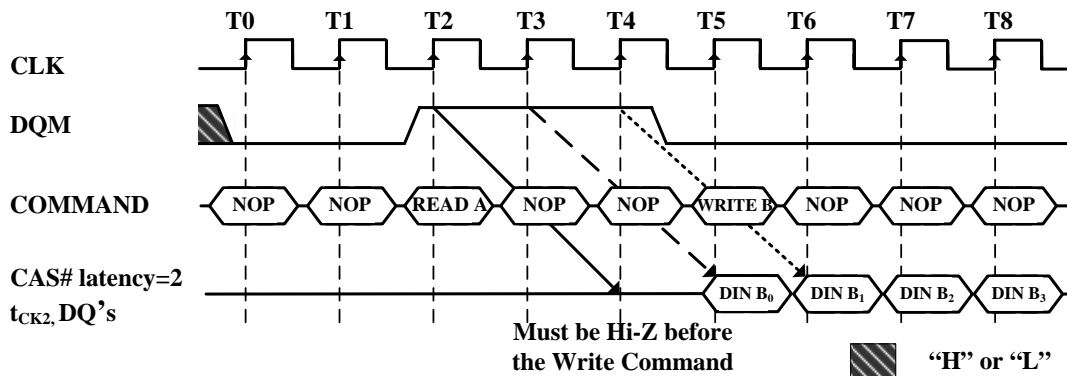 T0 T1 T2 T3 T4 T5 T6 T7 T8
CLK
DQM
COMMAND NOP NOP READ A NOP NOP WRITE B NOP NOP NOP
CAS# latency=2
tCK2, DQ's DIN B0 DIN B1 DIN B2 DIN B3
Must be Hi-Z before
the Write Command
“H” or “L”